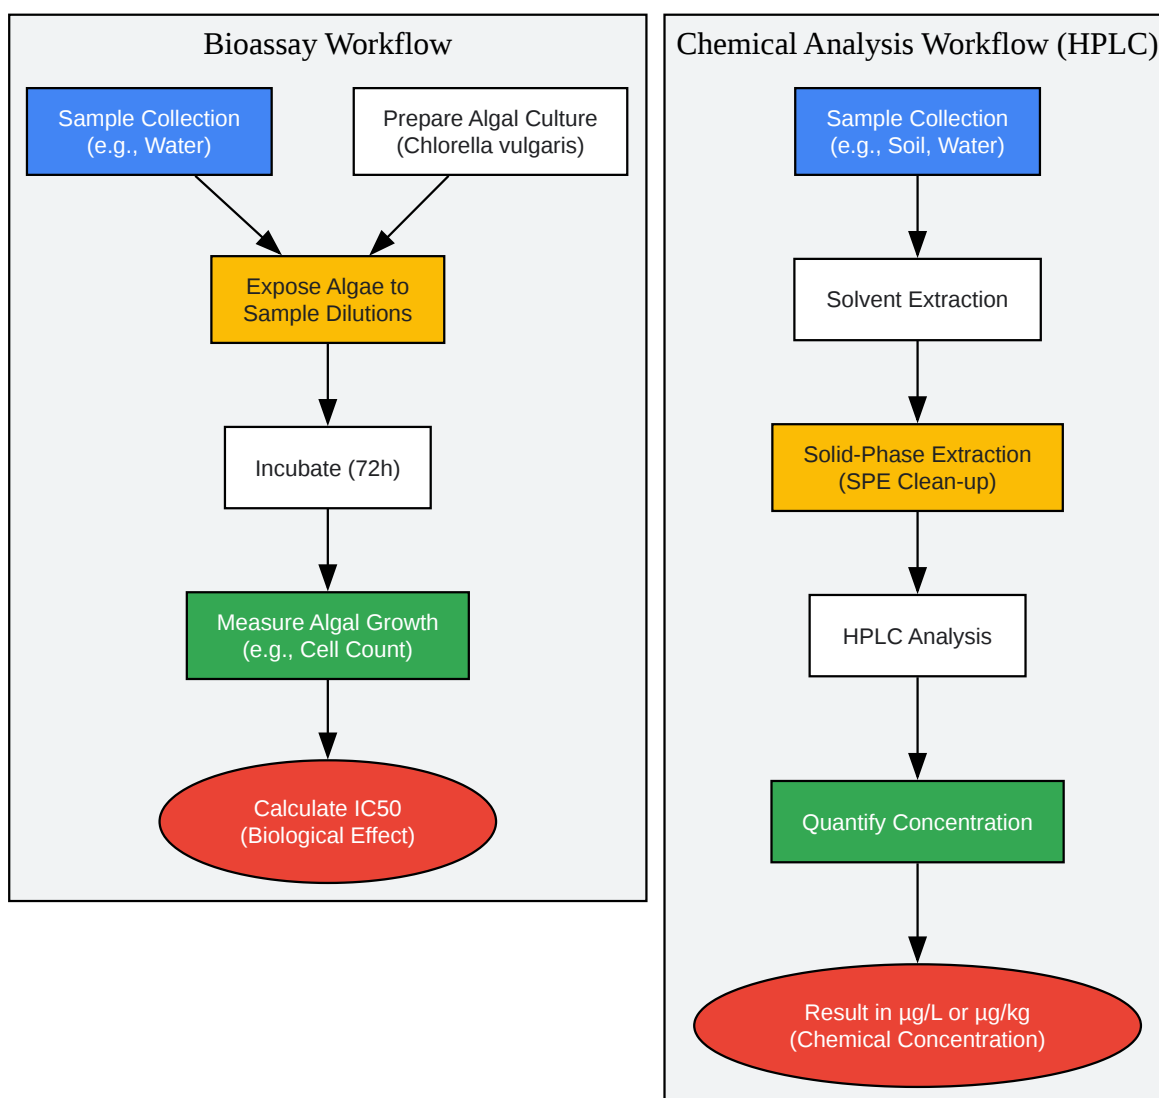 Bioassay Workflow
Sample Collection
(e.g., Water)
Prepare Algal Culture
(Chlorella vulgaris)
Expose Algae to
Sample Dilutions
Incubate (72h)
Measure Algal Growth
(e.g., Cell Count)
Calculate IC50
(Biological Effect)
Chemical Analysis Workflow (HPLC)
Sample Collection
(e.g., Soil, Water)
Solvent Extraction
Solid-Phase Extraction
(SPE Clean-up)
HPLC Analysis
Quantify Concentration
Result in µg/L or µg/kg
(Chemical Concentration)